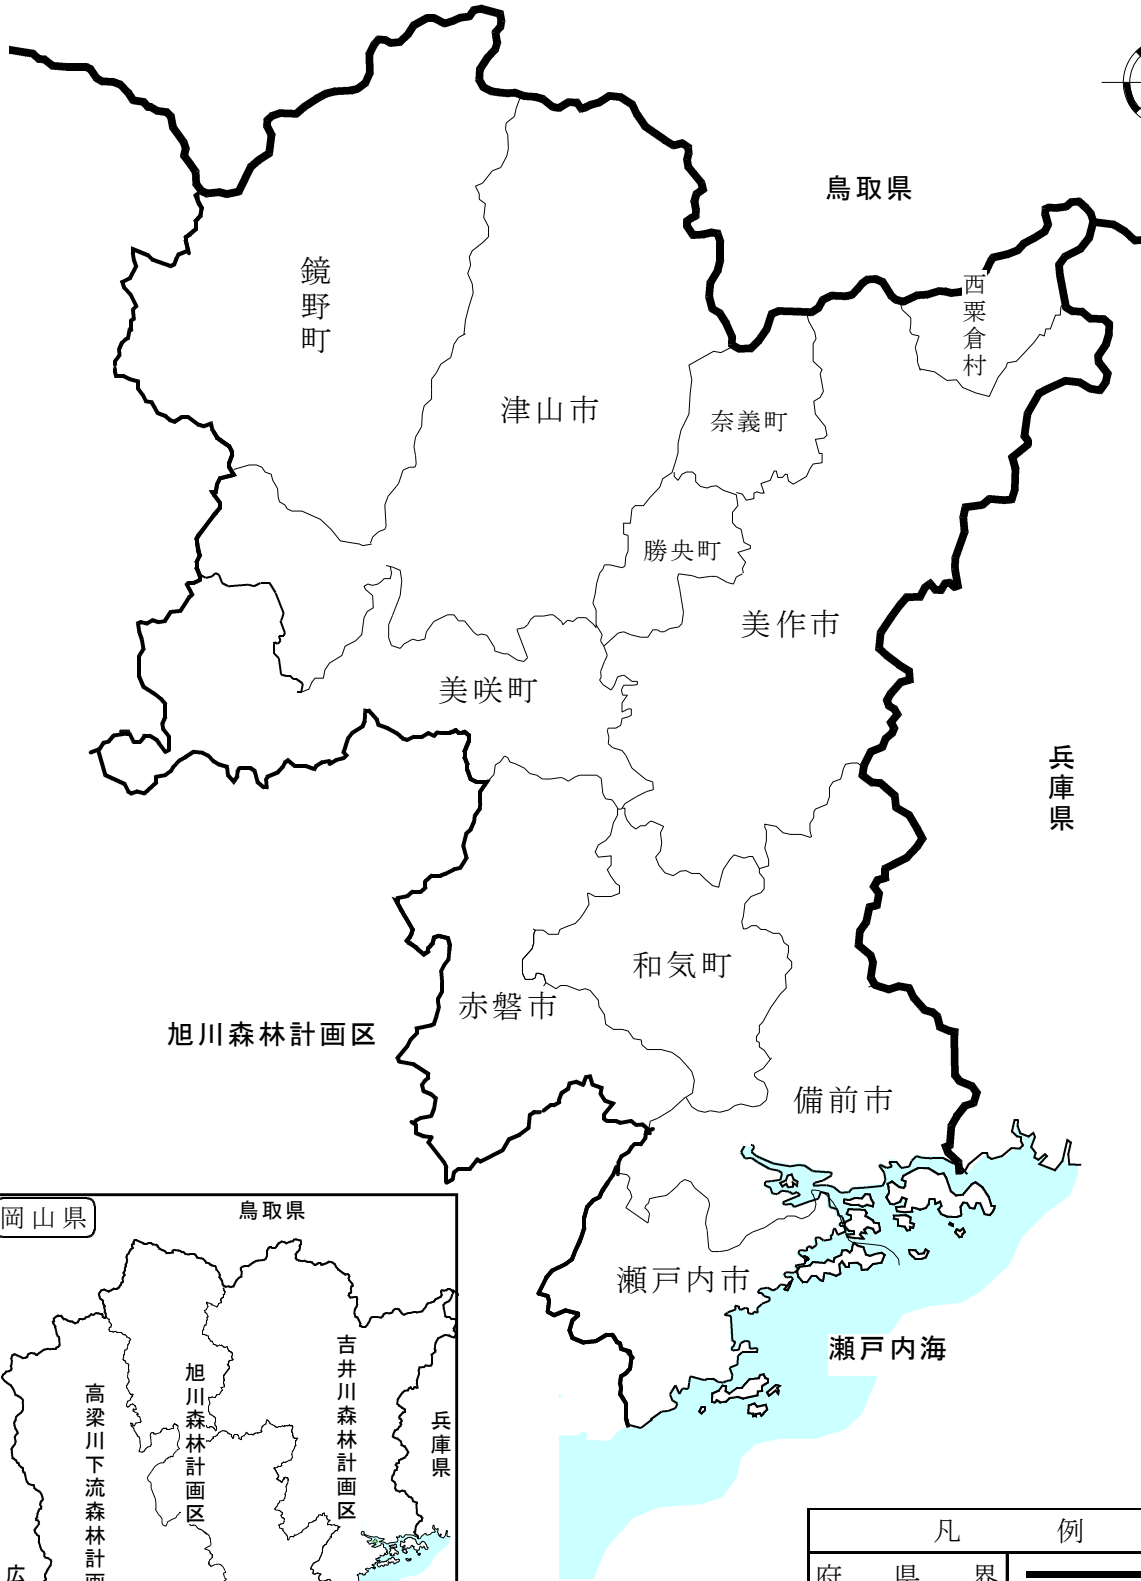 鳥取県
鏡野町
西粟倉村
津山市
奈義町
勝央町
美作市
美咲町
兵庫県
和気町
赤磐市
旭川森林計画区
備前市
瀬戸内市
瀬戸内海
岡山県
鳥取県
吉井川森林計画区
旭川森林計画区
高梁川下流森林計画
兵庫県
広
凡 例
府 県 界